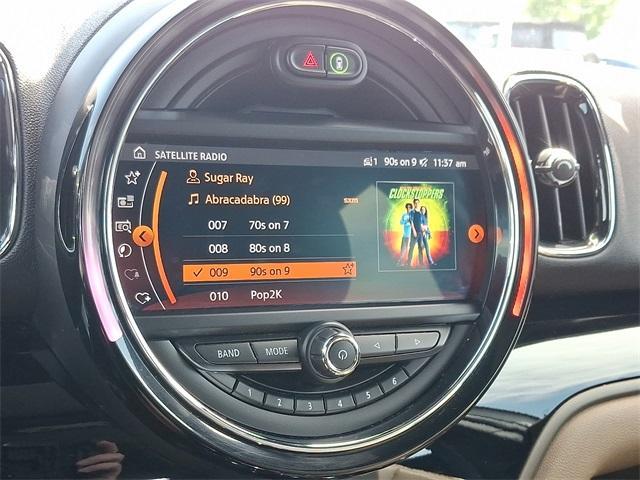 SATELLITE RADIO 1 90s on 9 11:37 am
Sugar Ray
Abracadabra (99) sxm
007 70s on 7
008 80s on 8
009 90s on 9
010 Pop2K
CLOCKSTOPPERS
BAND MODE
1 2 3 4 5 6